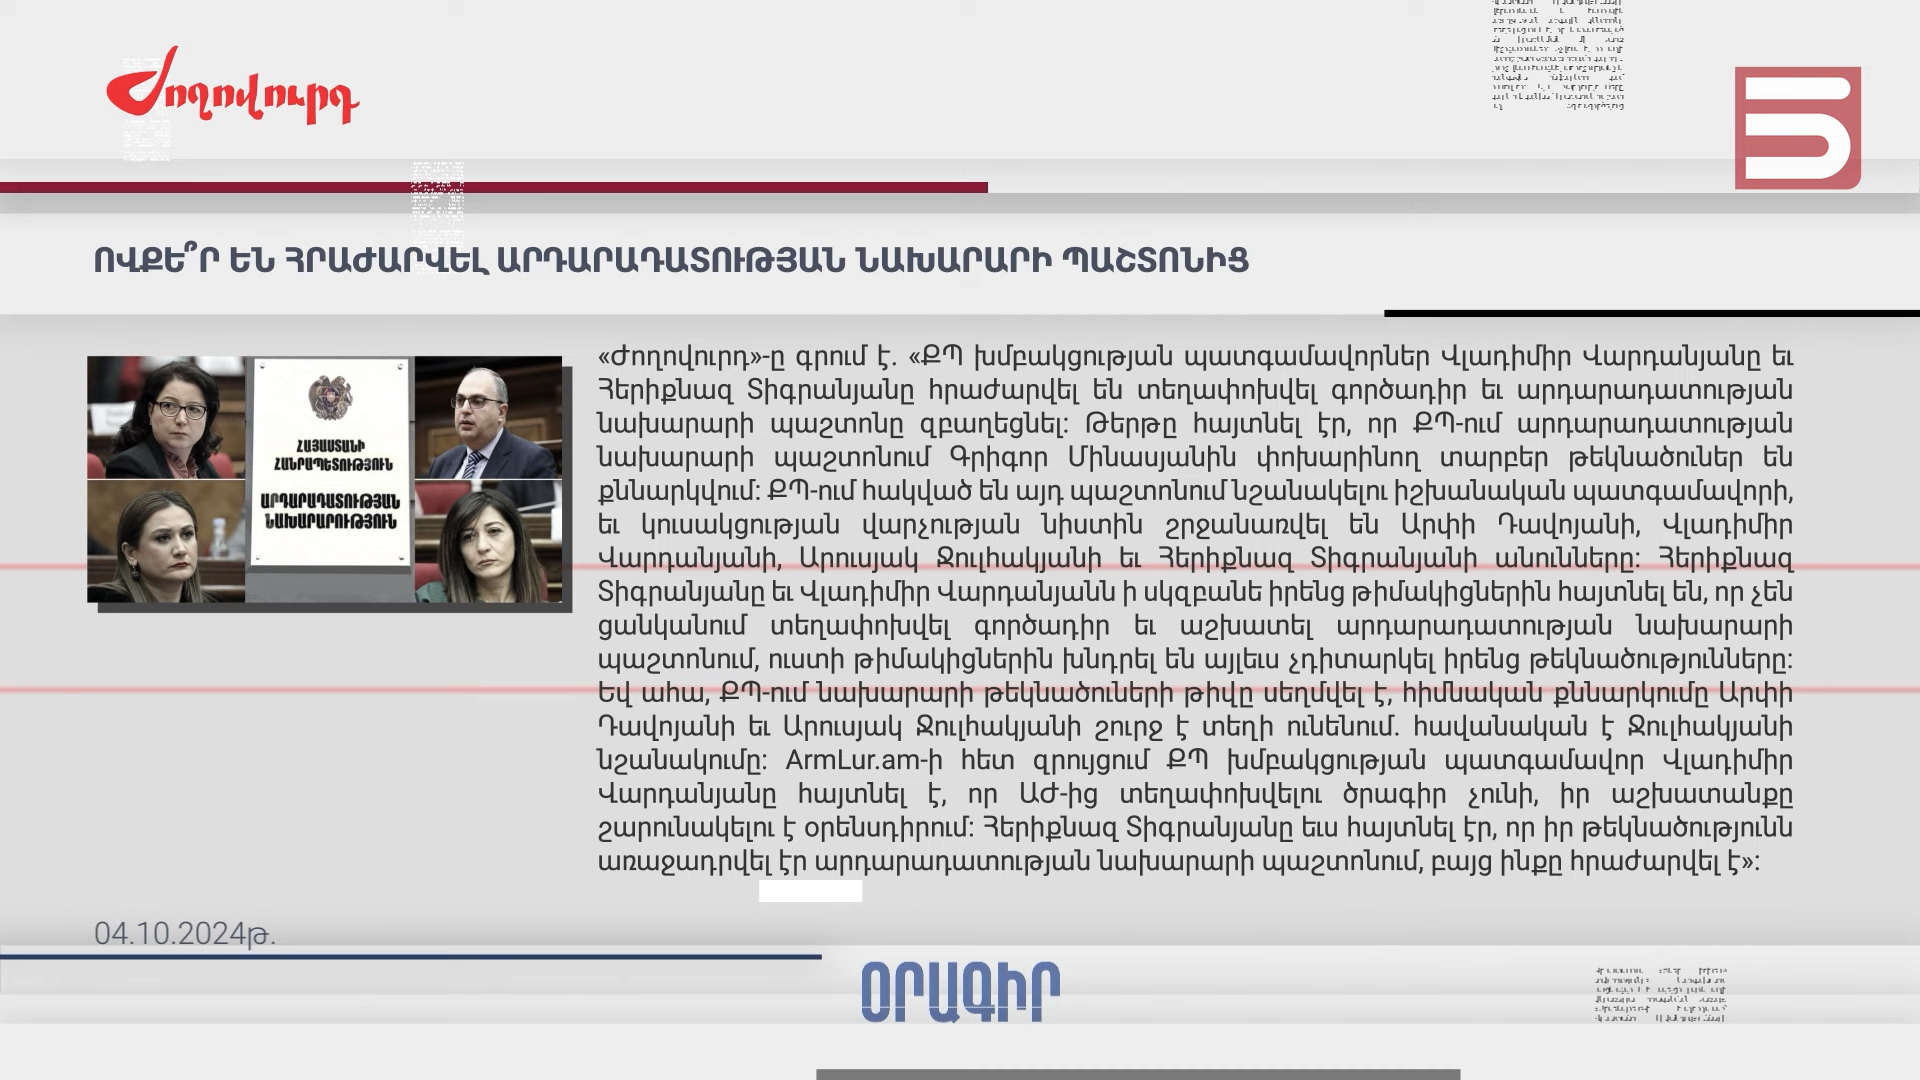 Ժողովուրդ
ՈՎՔԵ՞Ր ԵՆ ՀՐԱԺԱՐՎԵԼ ԱՐԴԱՐԱԴԱՏՈՒԹՅԱՆ ՆԱԽԱՐԱՐԻ ՊԱՇՏՈՆԻՑ
ՀԱՅԱՍՏԱՆԻ
ՀԱՆՐԱՊԵՏՈՒԹՅՈՒՆ
ԱՐԴԱՐԱԴԱՏՈՒԹՅԱՆ
ՆԱԽԱՐԱՐՈՒԹՅՈՒՆ
«Ժողովուրդ»-ը գրում է. «ՔՊ խմբակցության պատգամավորներ Վլադիմիր Վարդանյանը եւ
Հերիքնազ Տիգրանյանը հրաժարվել են տեղափոխվել գործադիր եւ արդարադատության
նախարարի պաշտոնը զբաղեցնել: Թերթը հայտնել էր, որ ՔՊ-ում արդարադատության
նախարարի պաշտոնում Գրիգոր Մինասյանին փոխարինող տարբեր թեկնածուներ են
քննարկվում: ՔՊ-ում հակված են այդ պաշտոնում նշանակելու իշխանական պատգամավորի,
եւ կուսակցության վարչության նիստին շրջանառվել են Արփի Դավոյանի, Վլադիմիր
Վարդանյանի, Արուսյակ Ջուլհակյանի եւ Հերիքնազ Տիգրանյանի անունները: Հերիքնազ
Տիգրանյանը եւ Վլադիմիր Վարդանյանն ի սկզբանե իրենց թիմակիցներին հայտնել են, որ չեն
ցանկանում տեղափոխվել գործադիր եւ աշխատել արդարադատության նախարարի
պաշտոնում, ուստի թիմակիցներին խնդրել են այլեւս չդիտարկել իրենց թեկնածությունները:
Եվ ահա, ՔՊ-ում նախարարի թեկնածուների թիվը սեղմվել է, հիմնական քննարկումը Արփի
Դավոյանի եւ Արուսյակ Ջուլհակյանի շուրջ է տեղի ունենում. հավանական է Ջուլհակյանի
նշանակումը: ArmLur.am-ի հետ զրույցում ՔՊ խմբակցության պատգամավոր Վլադիմիր
Վարդանյանը հայտնել է, որ ԱԺ-ից տեղափոխվելու ծրագիր չունի, իր աշխատանքը
շարունակելու է օրենսդիրում: Հերիքնազ Տիգրանյանը եւս հայտնել էր, որ իր թեկնածությունն
առաջադրվել էր արդարադատության նախարարի պաշտոնում, բայց ինքը հրաժարվել է»:
04.10.2024թ.
ՕՐԱԳԻՐ